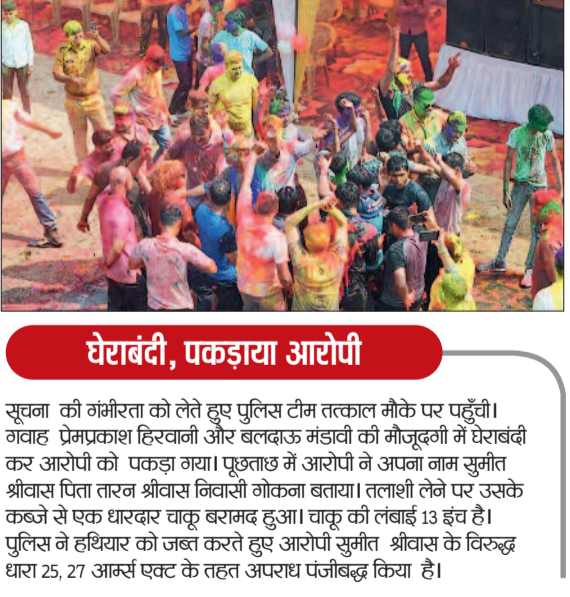 घेराबंदी, पकड़ाया आरोपी
सूचना की गंभीरता को लेते हुए पुलिस टीम तत्काल मौके पर पहुँची।
गवाह प्रेमप्रकाश हिरवानी और बलदाऊ मंडावी की मौजूदगी में घेराबंदी
कर आरोपी को पकड़ा गया। पूछताछ में आरोपी ने अपना नाम सुमीत
श्रीवास पिता तारन श्रीवास निवासी गोकना बताया। तलाशी लेने पर उसके
कब्जे से एक धारदार चाकू बरामद हुआ। चाकू की लंबाई 13 इंच है।
पुलिस ने हथियार को जब्त करते हुए आरोपी सुमीत श्रीवास के विरुद्ध
धारा 25, 27 आर्म्स एक्ट के तहत अपराध पंजीबद्ध किया है।